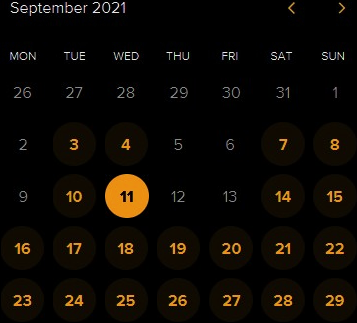 September 2021
MON TUE WED THU FRI SAT SUN
26 27 28 29 30 31 1
2 3 4 5 6 7 8
9 10 11 12 13 14 15
16 17 18 19 20 21 22
23 24 25 26 27 28 29